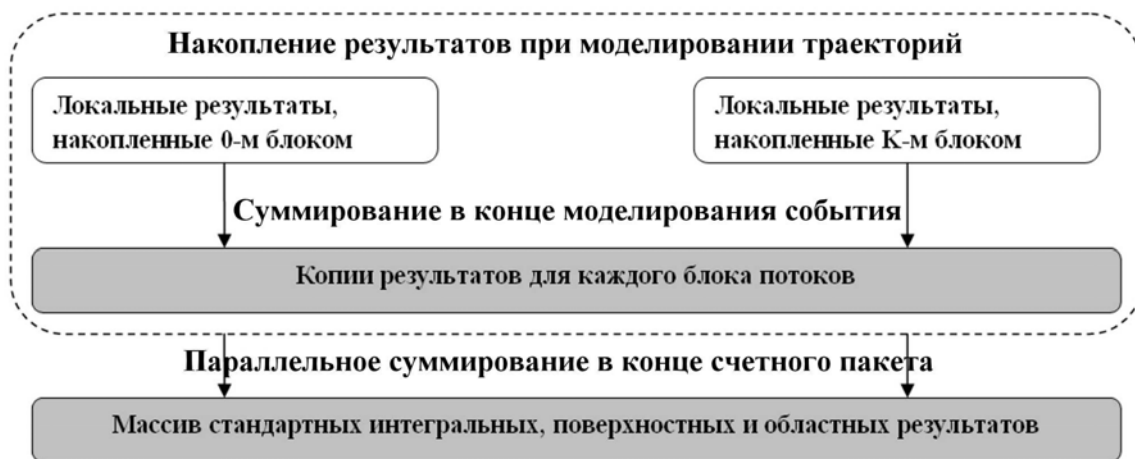 Накопление результатов при моделировании траекторий
Локальные результаты,
накопленные 0-м блоком
Локальные результаты,
накопленные K-м блоком
Суммирование в конце моделирования события
Копии результатов для каждого блока потоков
Параллельное суммирование в конце счетного пакета
Массив стандартных интегральных, поверхностных и областных результатов